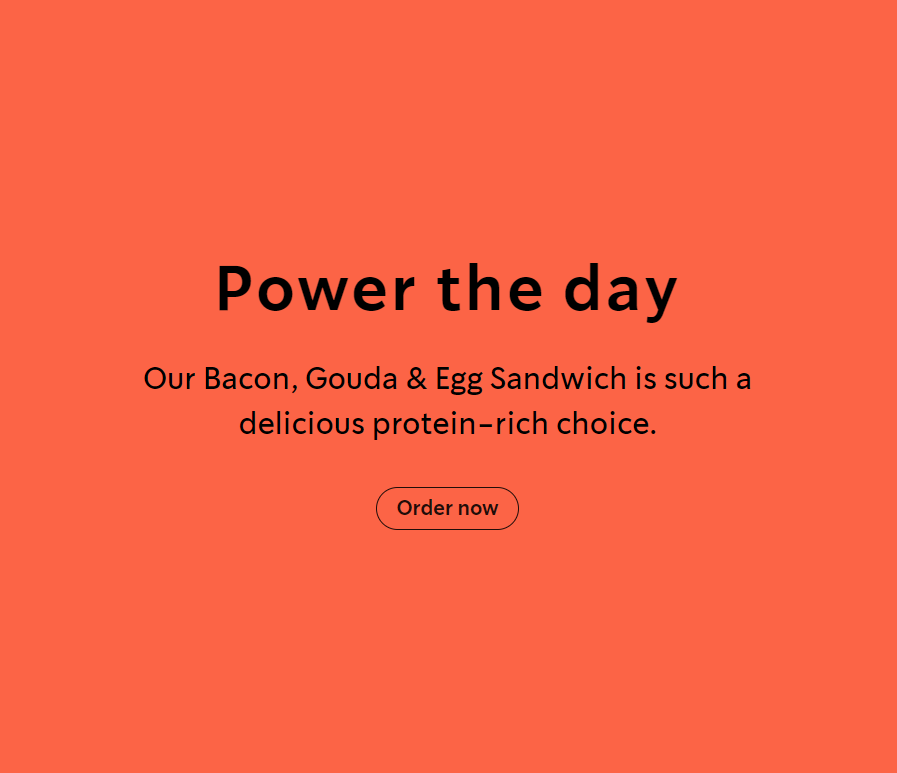 Power the day
Our Bacon, Gouda & Egg Sandwich is such a
delicious protein-rich choice.
Order now